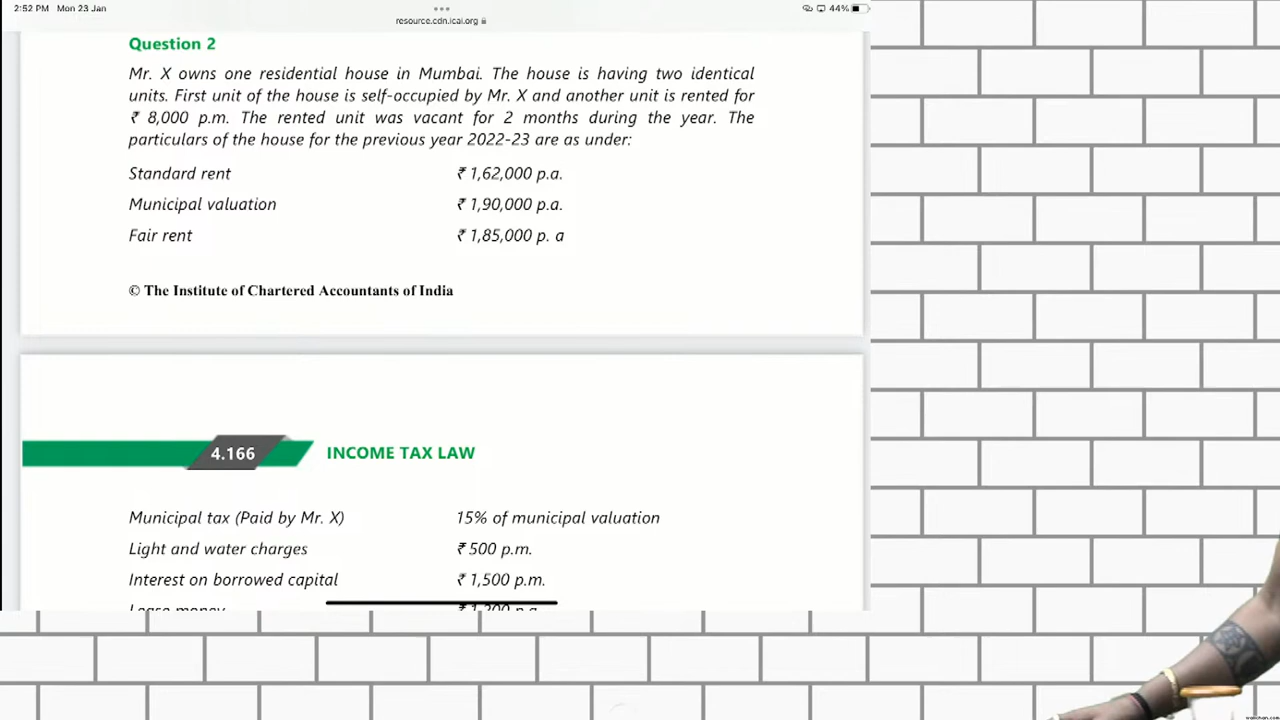 2:52 PM Mon 23 Jan
44%
resource.cdn.icai.org
Question 2
Mr. X owns one residential house in Mumbai. The house is having two identical
units. First unit of the house is self-occupied by Mr. X and another unit is rented for
₹ 8,000 p.m. The rented unit was vacant for 2 months during the year. The
particulars of the house for the previous year 2022-23 are as under:
Standard rent ₹ 1,62,000 p.a.
Municipal valuation ₹ 1,90,000 p.a.
Fair rent ₹ 1,85,000 p. a
© The Institute of Chartered Accountants of India
4.166 INCOME TAX LAW
Municipal tax (Paid by Mr. X) 15% of municipal valuation
Light and water charges ₹ 500 p.m.
Interest on borrowed capital ₹ 1,500 p.m.
Lease money ₹ 1,200 p.a.